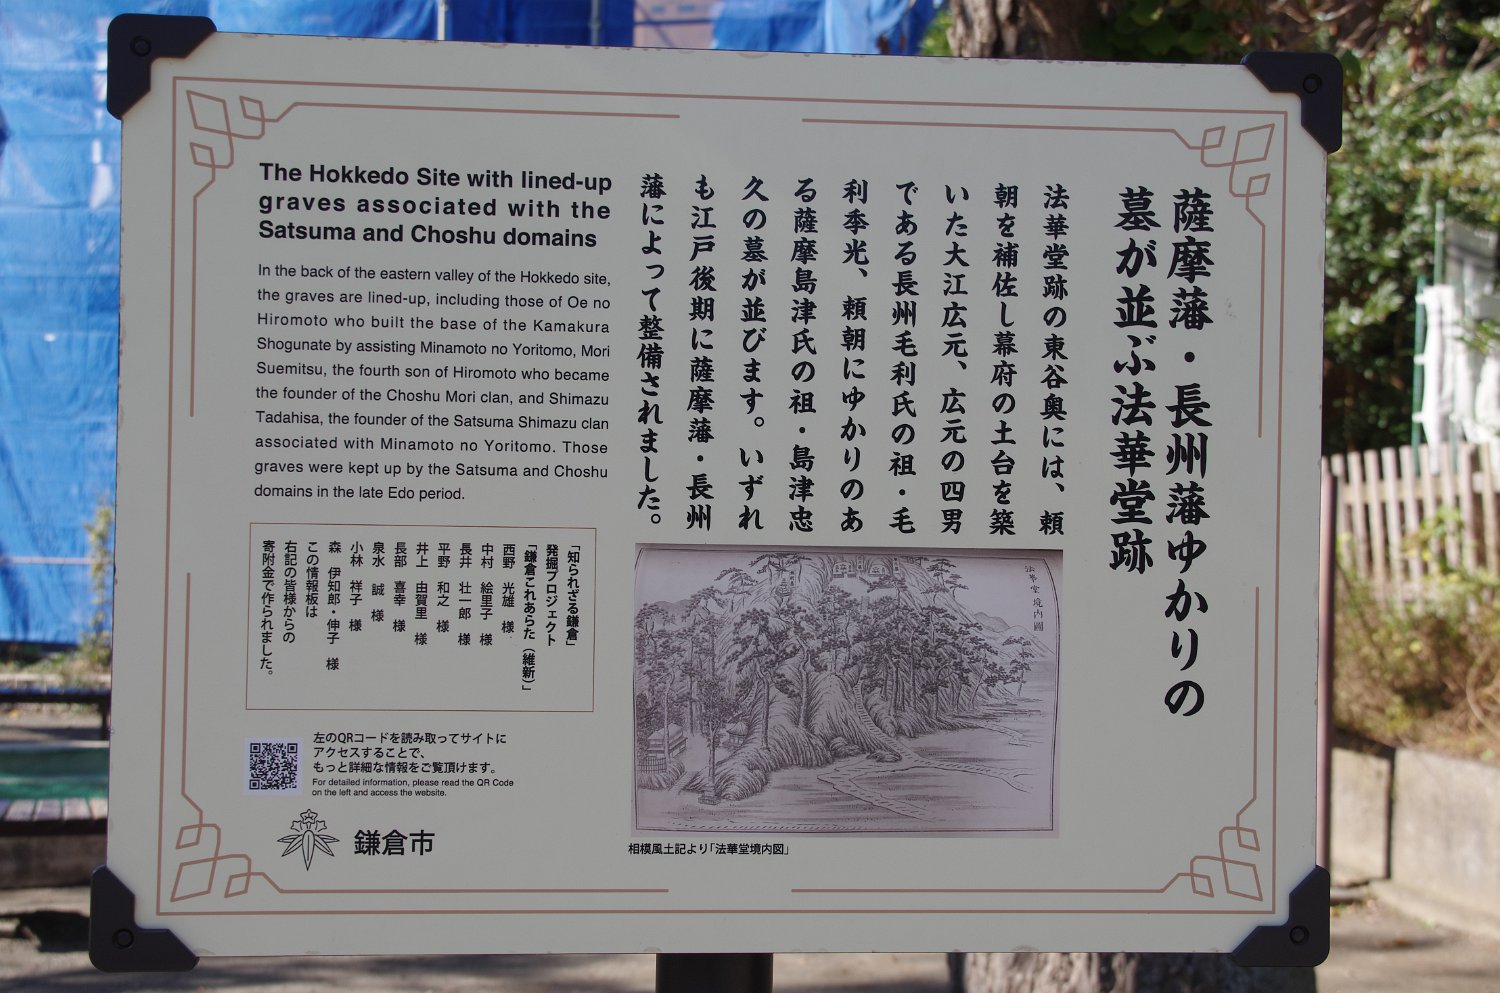 薩摩藩・長州藩ゆかりの
墓が並ぶ法華堂跡
法華堂跡の東谷奥には、頼
朝を補佐し幕府の土台を築
いた大江広元、広元の四男
である長州毛利氏の祖・毛
利季光、頼朝にゆかりのあ
る薩摩島津氏の祖・島津忠
久の墓が並びます。いずれ
も江戸後期に薩摩藩・長州
藩によって整備されました。
The Hokkedo Site with lined-up
graves associated with the
Satsuma and Choshu domains
In the back of the eastern valley of the Hokkedo site,
the graves are lined-up, including those of Oe no
Hiromoto who built the base of the Kamakura
Shogunate by assisting Minamoto no Yoritomo, Mori
Suemitsu, the fourth son of Hiromoto who became
the founder of the Choshu Mori clan, and Shimazu
Tadahisa, the founder of the Satsuma Shimazu clan
associated with Minamoto no Yoritomo. Those
graves were kept up by the Satsuma and Choshu
domains in the late Edo period.
「知られざる鎌倉」
発掘プロジェクト
「鎌倉これあらた（維新）」
西野 光雄 様
中村 絵里子 様
長井 壮一郎 様
平野 和之 様
井上 由賀里 様
長部 喜幸 様
泉水 誠 様
小林 祥子 様
森 伊知郎・伸子 様
この情報板は
右記の皆様からの
寄附金で作られました。
法華堂境内圖
相模風土記より「法華堂境内図」
左のQRコードを読み取ってサイトに
アクセスすることで、
もっと詳細な情報をご覧頂けます。
For detailed information, please read the QR Code
on the left and access the website.
鎌倉市